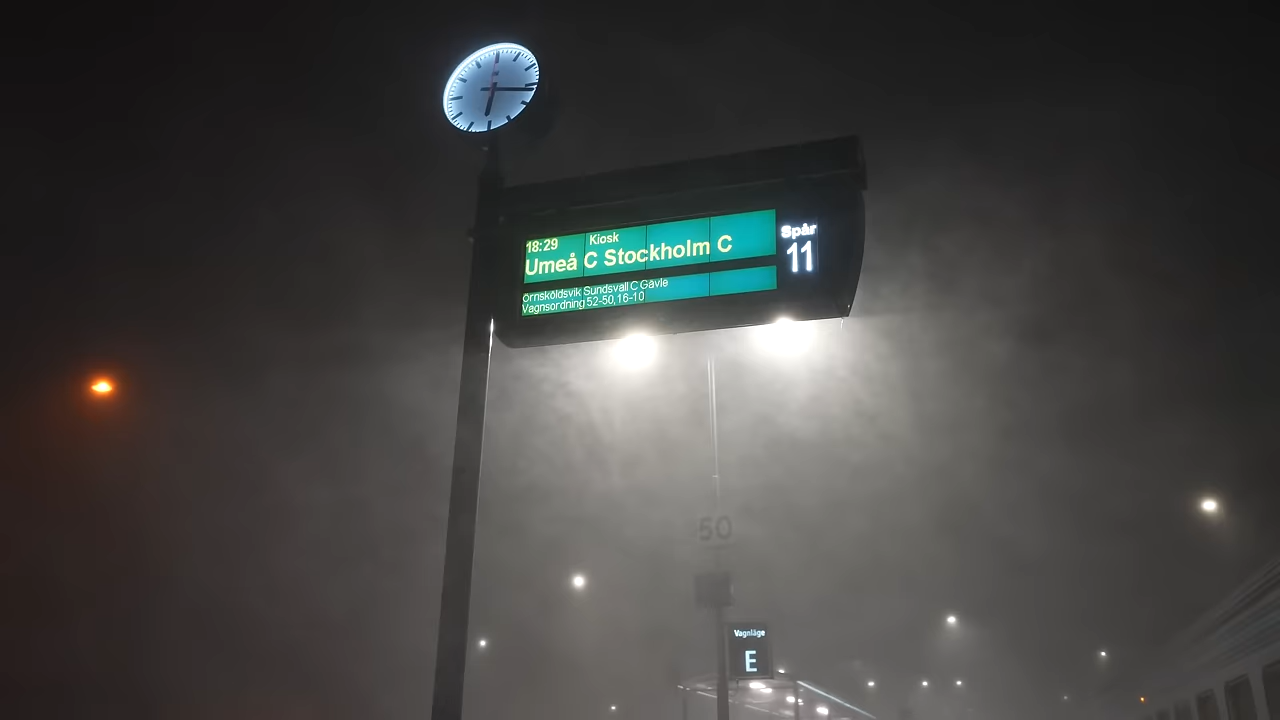 18:29 Kiosk
Umeå C Stockholm C
Örnsköldsvik Sundsvall C Gävle
Vagnsordning 52-50, 16-10
Spår
11
50
Vagnläge
E